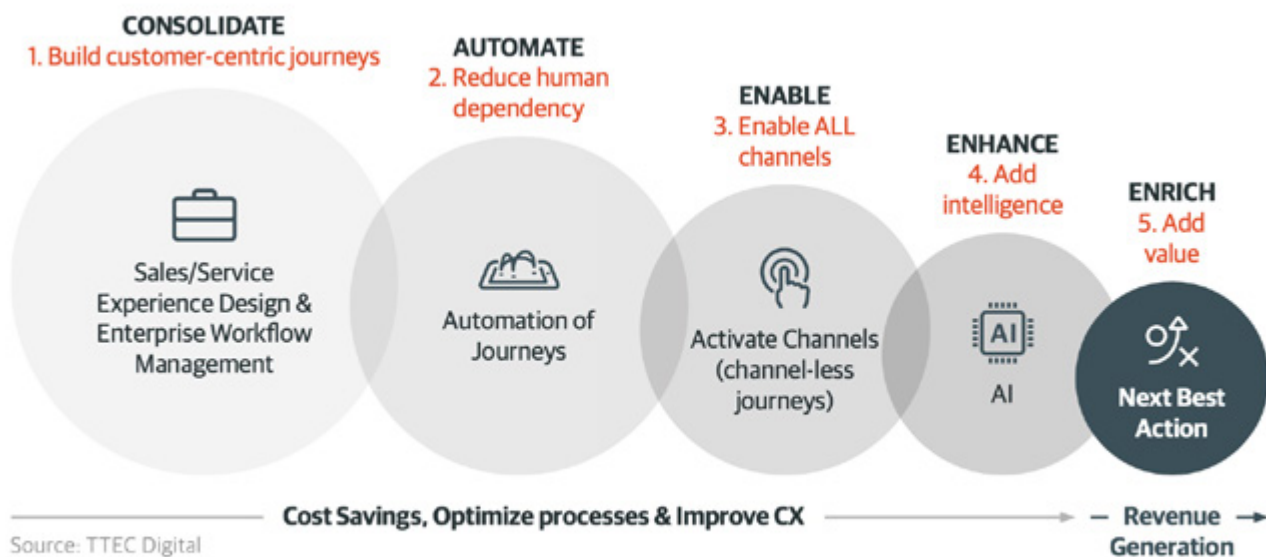 CONSOLIDATE
1. Build customer-centric journeys
AUTOMATE
2. Reduce human
dependency
ENABLE
3. Enable ALL
channels
ENHANCE
4. Add
intelligence
ENRICH
5. Add
value
Sales/Service
Experience Design &
Enterprise Workflow
Management
Automation of
Journeys
Activate Channels
(channel-less
journeys)
AI
AI
Next Best
Action
Cost Savings, Optimize processes & Improve CX
Revenue
Generation
Source: TTEC Digital